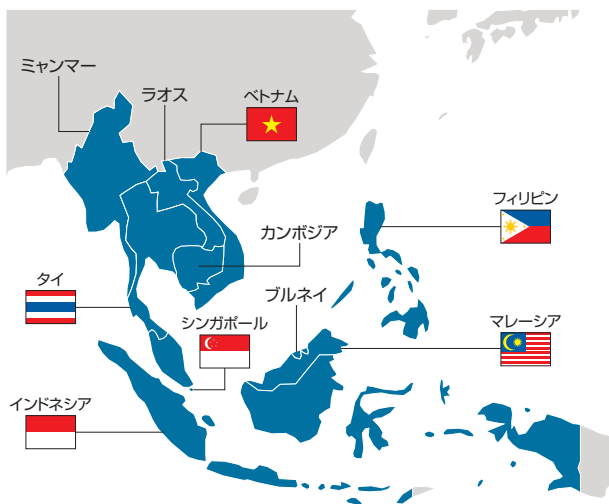 ミャンマー
ラオス
ベトナム
フィリピン
カンボジア
タイ
ブルネイ
シンガポール
マレーシア
インドネシア